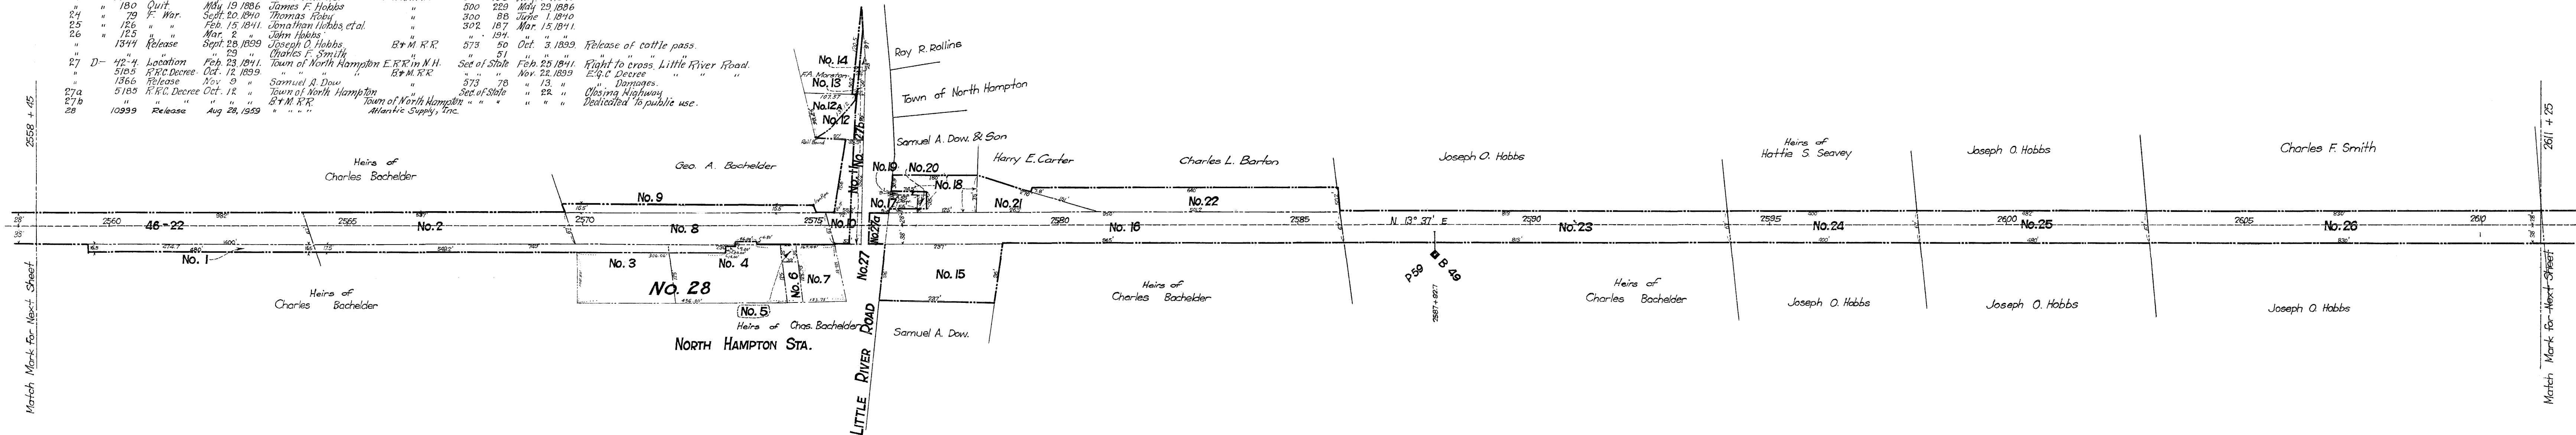 " " 180 Quit. May 19 1886 James F. Hobbs " 500 229 May 29, 1886
24 " 79 F. War. Sept. 20, 1840 Thomas Roby " 300 88 June 1, 1840
25 " 126 " " Feb. 15, 1841. Jonathan Hobbs, et al. " 302 187 Mar. 15, 1841.
26 " 125 " " Mar. 2 " John Hobbs " " 194. " " "
" 1344 Release Sept. 28, 1899 Joseph O. Hobbs B & M. R.R. 573 50 Oct. 3, 1899. Release of cattle pass.
" " " " 29 " Charles F. Smith " " 51 " " " " " "
27 D- 42-4. Location Feb. 23, 1841. Town of North Hampton E.R.R. in N.H. Sec of State Feb. 25, 1841. Right to cross Little River Road.
" 5185 R.R.C. Decree Oct. 12, 1899. " " " " B & M. R.R. " " " Nov. 22, 1899 E.G.C Decree " " "
" 1366 Release Nov. 9 " Samuel A. Dow " 573 78 " 13, " " Damages.
27a 5185 R.R.C. Decree Oct. 12 " Town of North Hampton " Sec. of State " 22 " Closing Highway
27b " " " " " " B & M. R.R. Town of North Hampton " " " " " " Dedicated to public use.
28 10999 Release Aug 28, 1959 " " " " Atlantic Supply, Inc.
Match Mark for Next Sheet 2558 + 45
Match Mark for Next Sheet 2611 + 25
Roy R. Rollins
Town of North Hampton
Samuel A. Dow. & Son
No. 14
F.A. Marston
No. 13
107.37'
No. 12A
No. 12
No. 27b
No. 11
Heirs of
Charles Bachelder
Geo. A. Bachelder
Harry E. Carter
Charles L. Barton
Joseph O. Hobbs
Heirs of
Hattie S. Seavey
Joseph O. Hobbs
Charles F. Smith
No. 19
No. 20
No. 18
No. 9
No. 17
No. 21
No. 22
No. 10
2560
2565
2570
2575
2580
2585
N. 13° 37' E
2590
2595
2600
2605
2610
46-22
No. 2
No. 8
No. 27a
No. 16
No. 23
No. 24
No. 25
No. 26
No. 1
No. 3
No. 4
No. 6
No. 7
No. 27
No. 15
No. 28
No. 5
P 59
B 49
2587+92.7
Heirs of
Charles Bachelder
Heirs of Chas. Bachelder
Samuel A. Dow.
Heirs of
Charles Bachelder
Heirs of
Charles Bachelder
Joseph O. Hobbs
Joseph O. Hobbs
Joseph O. Hobbs
NORTH HAMPTON STA.
LITTLE RIVER ROAD